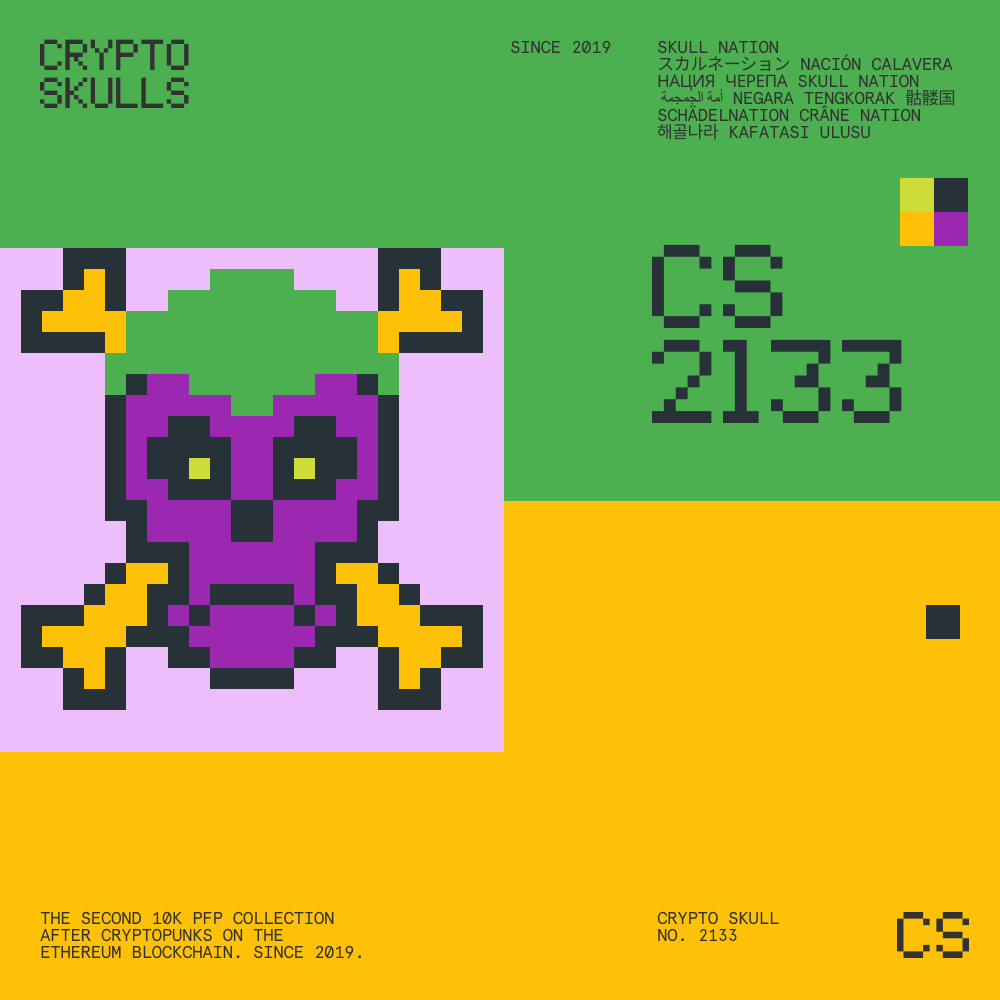 CRYPTO
SKULLS
SINCE 2019
SKULL NATION
スカルネーション NACIÓN CALAVERA
НАЦИЯ ЧЕРЕПА SKULL NATION
أمة الجمجمة NEGARA TENGKORAK 骷髅国
SCHÄDELNATION CRÂNE NATION
해골나라 KAFATASI ULUSU
CS
2133
THE SECOND 10K PFP COLLECTION
AFTER CRYPTOPUNKS ON THE
ETHEREUM BLOCKCHAIN. SINCE 2019.
CRYPTO SKULL
NO. 2133
CS